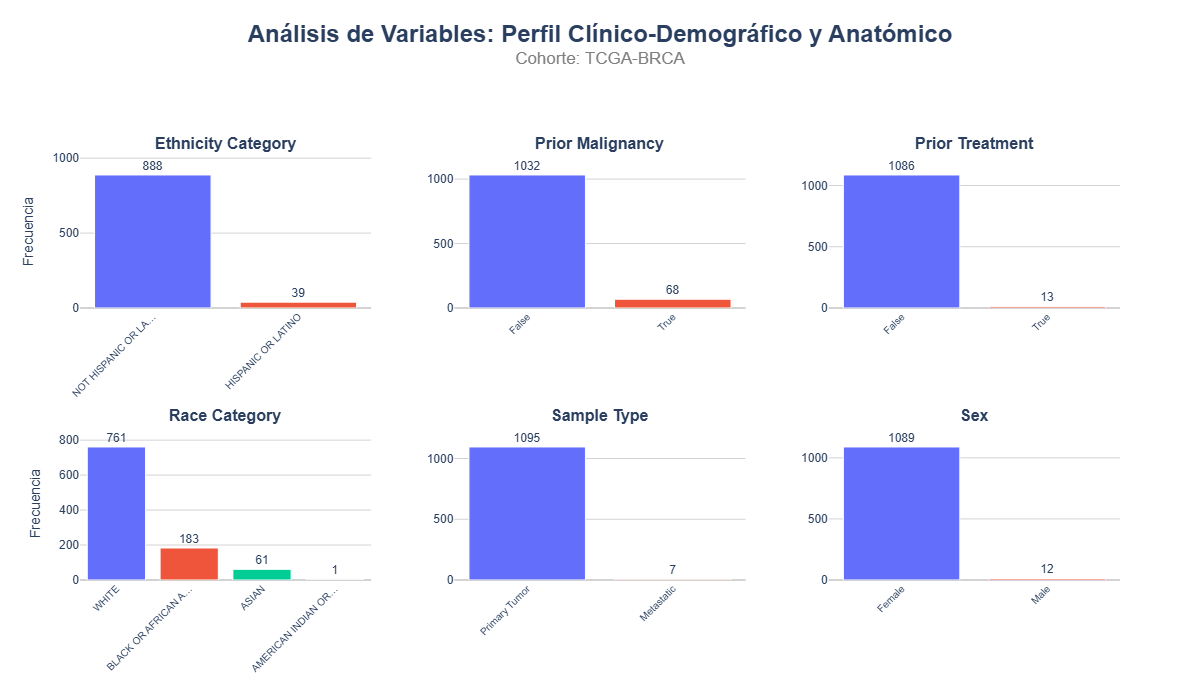 Análisis de Variables: Perfil Clínico-Demográfico y Anatómico
Cohorte: TCGA-BRCA
Ethnicity Category
Frecuencia
1000
500
0
888
39
NOT HISPANIC OR LA...
HISPANIC OR LATINO
Prior Malignancy
1000
500
0
1032
68
False
True
Prior Treatment
1000
500
0
1086
13
False
True
Race Category
Frecuencia
800
600
400
200
0
761
183
61
1
WHITE
BLACK OR AFRICAN A...
ASIAN
AMERICAN INDIAN OR...
Sample Type
1000
500
0
1095
7
Primary Tumor
Metastatic
Sex
1000
500
0
1089
12
Female
Male